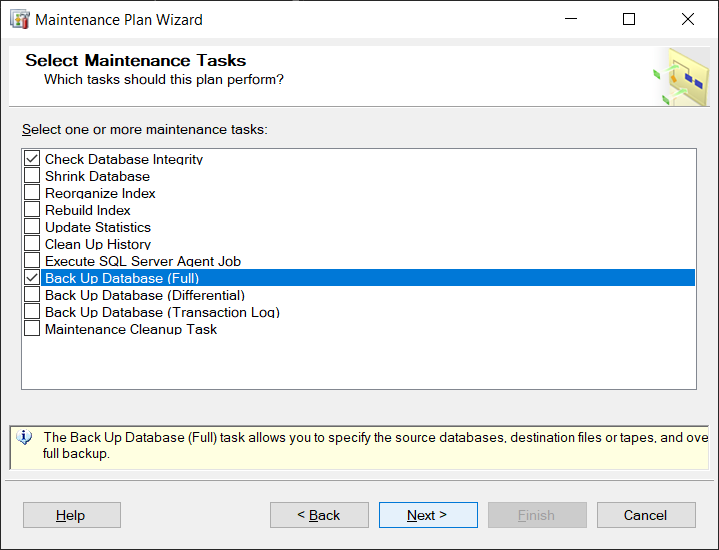 Maintenance Plan Wizard
Select Maintenance Tasks
Which tasks should this plan perform?
Select one or more maintenance tasks:
Check Database Integrity
Shrink Database
Reorganize Index
Rebuild Index
Update Statistics
Clean Up History
Execute SQL Server Agent Job
Back Up Database (Full)
Back Up Database (Differential)
Back Up Database (Transaction Log)
Maintenance Cleanup Task
The Back Up Database (Full) task allows you to specify the source databases, destination files or tapes, and ove
full backup.
Help
< Back
Next >
Finish
Cancel